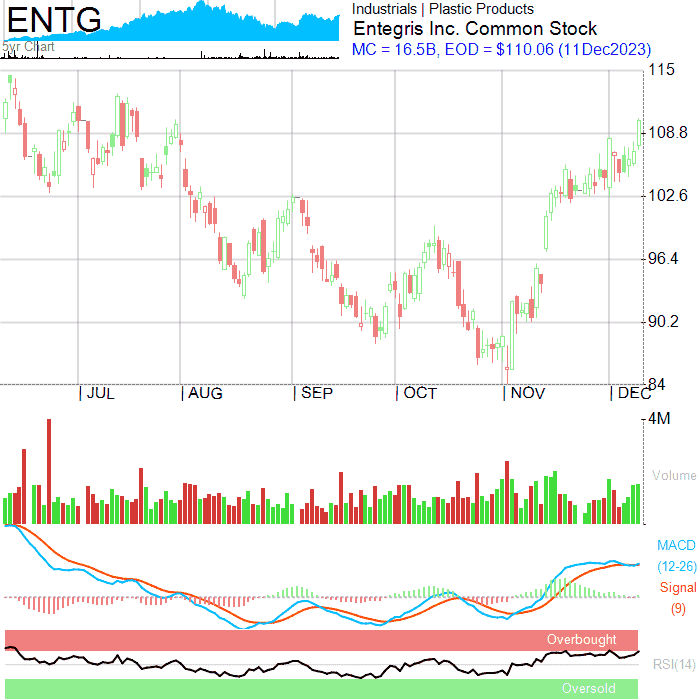 ENTG
5yr Chart
Industrials | Plastic Products
Entegris Inc. Common Stock
MC = 16.5B, EOD = $110.06 (11Dec2023)
115
108.8
102.6
96.4
90.2
84
| JUL | AUG | SEP | OCT | NOV | DEC
4M
Volume
MACD
(12-26)
Signal
(9)
Overbought
RSI(14)
Oversold